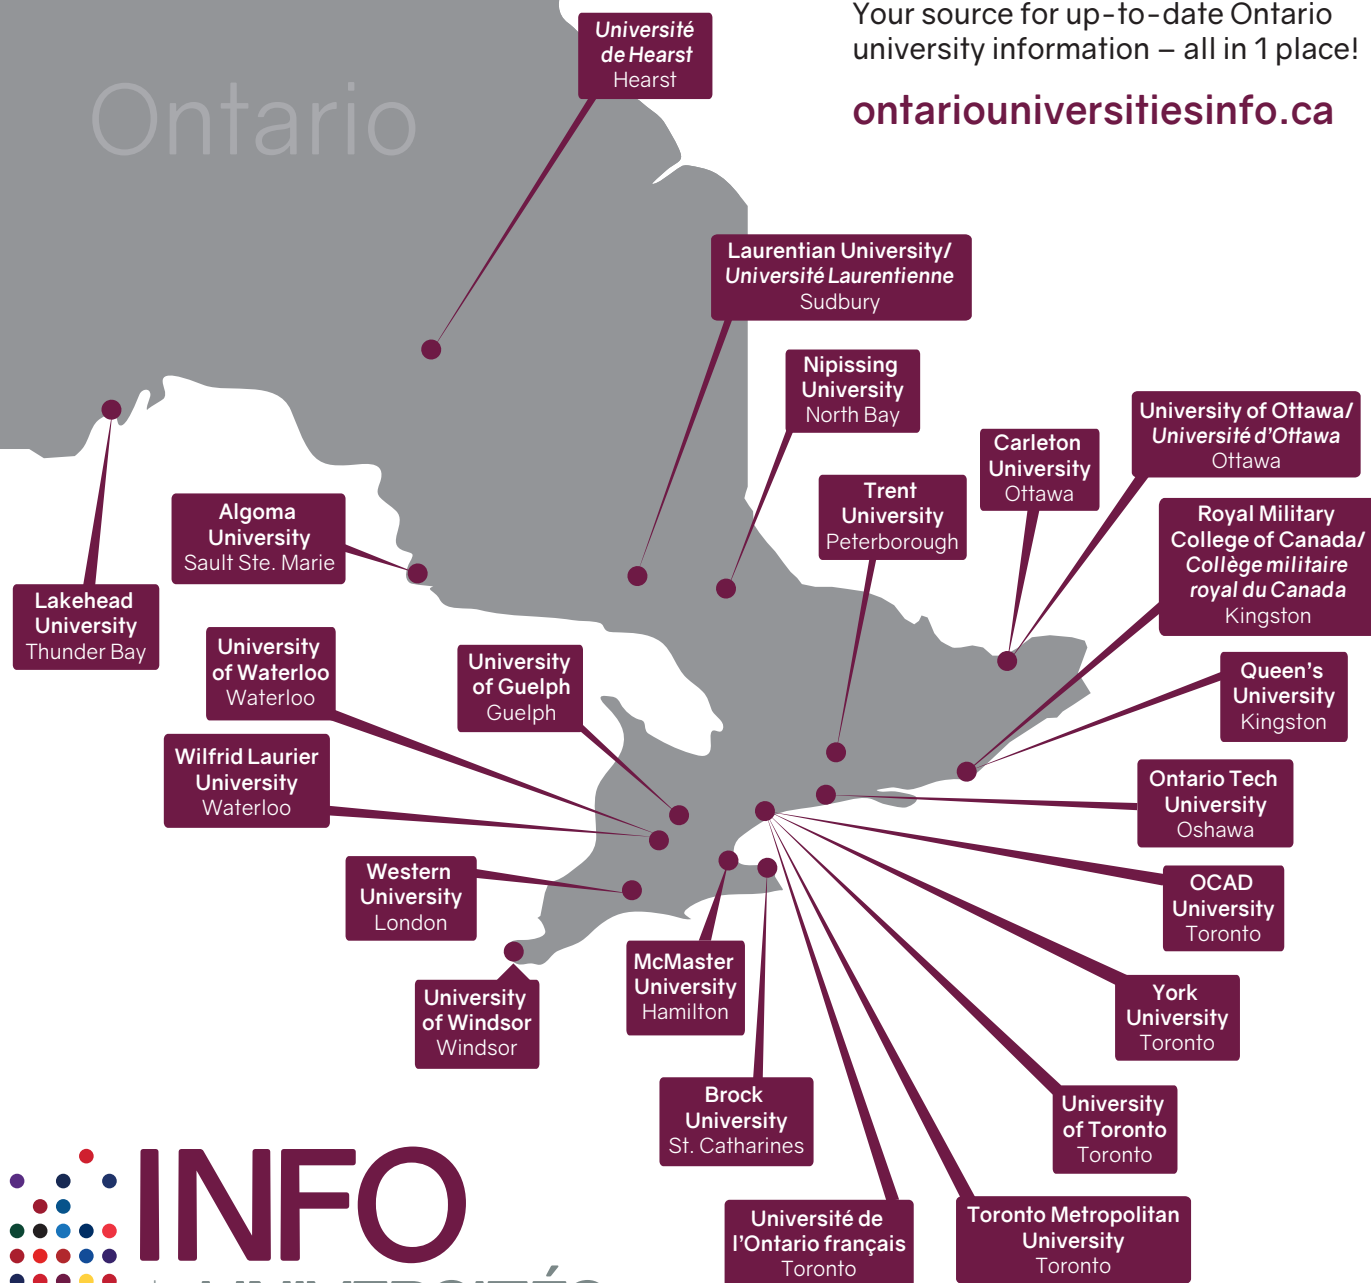 Your source for up-to-date Ontario
university information – all in 1 place!
ontariouniversitiesinfo.ca
Ontario
Université
de Hearst
Hearst
Laurentian University/
Université Laurentienne
Sudbury
Nipissing
University
North Bay
University of Ottawa/
Université d'Ottawa
Ottawa
Carleton
University
Ottawa
Trent
University
Peterborough
Royal Military
College of Canada/
Collège militaire
royal du Canada
Kingston
Algoma
University
Sault Ste. Marie
Lakehead
University
Thunder Bay
University
of Waterloo
Waterloo
University
of Guelph
Guelph
Queen's
University
Kingston
Wilfrid Laurier
University
Waterloo
Ontario Tech
University
Oshawa
Western
University
London
OCAD
University
Toronto
McMaster
University
Hamilton
University
of Windsor
Windsor
York
University
Toronto
Brock
University
St. Catharines
University
of Toronto
Toronto
Université de
l'Ontario français
Toronto
Toronto Metropolitan
University
Toronto
INFO
UNIVERSITÉS